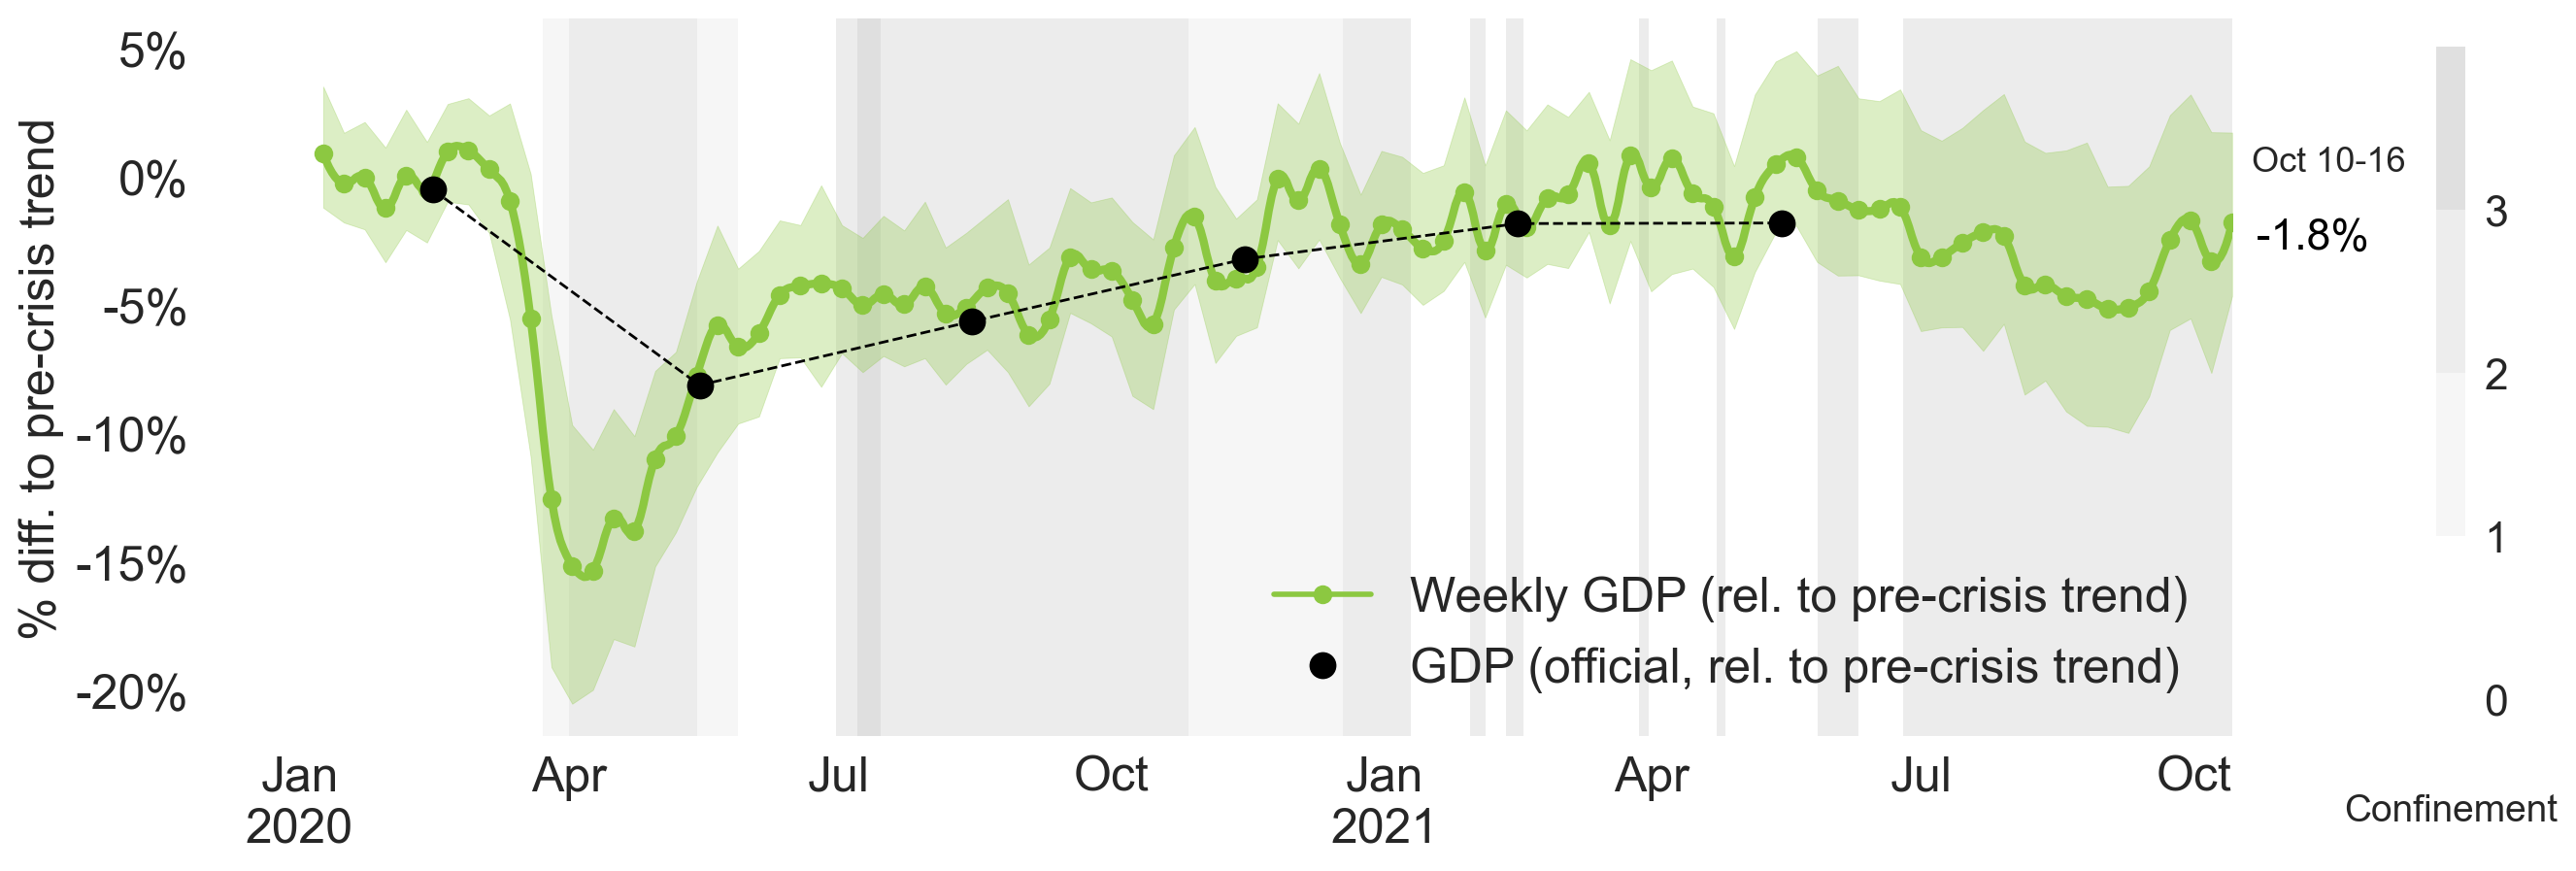 % diff. to pre-crisis trend
5%
0%
-5%
-10%
-15%
-20%
Jan
2020
Apr
Jul
Oct
Jan
2021
Apr
Jul
Oct
Weekly GDP (rel. to pre-crisis trend)
GDP (official, rel. to pre-crisis trend)
Oct 10-16
-1.8%
3
2
1
0
Confinement